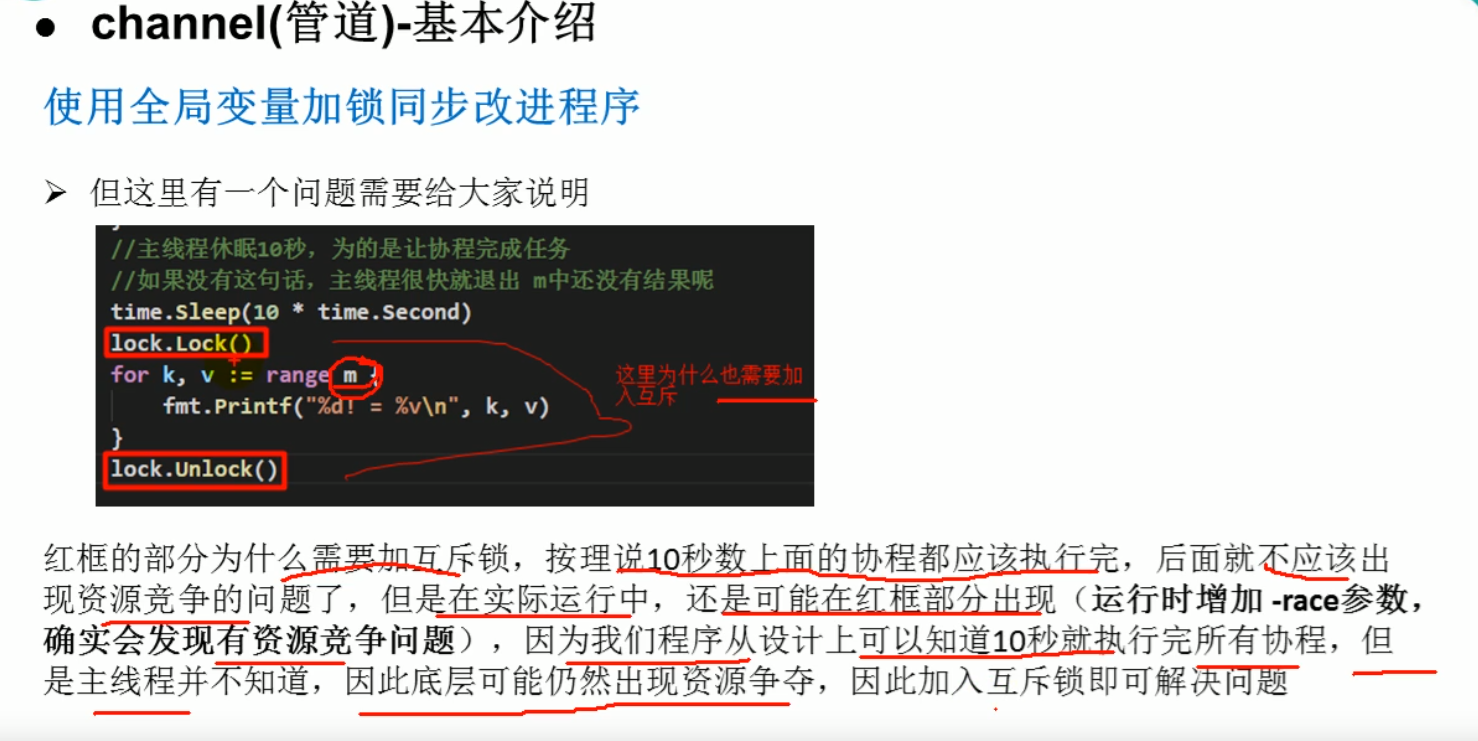 ● channel(管道)-基本介绍
使用全局变量加锁同步改进程序
➢ 但这里有一个问题需要给大家说明
//主线程休眠10秒，为的是让协程完成任务
//如果没有这句话，主线程很快就退出 m中还没有结果呢
time.Sleep(10 * time.Second)
lock.Lock()
for k, v := range m {
fmt.Printf("%d! = %v\n", k, v)
}
lock.Unlock()
这里为什么也需要加
入互斥
红框的部分为什么需要加互斥锁，按理说10秒数上面的协程都应该执行完，后面就不应该出
现资源竞争的问题了，但是在实际运行中，还是可能在红框部分出现（运行时增加 -race参数，
确实会发现有资源竞争问题），因为我们程序从设计上可以知道10秒就执行完所有协程，但
是主线程并不知道，因此底层可能仍然出现资源争夺，因此加入互斥锁即可解决问题